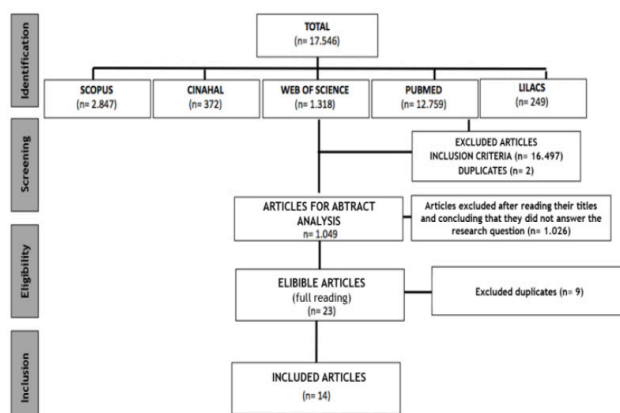 Identification
TOTAL
(n= 17.546)
SCOPUS
(n= 2.847)
CINAHAL
(n= 372)
WEB OF SCIENCE
(n= 1.318)
PUBMED
(n= 12.759)
LILACS
(n= 249)
Screening
EXCLUDED ARTICLES
INCLUSION CRITERIA (n= 16.497)
DUPLICATES (n= 2)
ARTICLES FOR ABTRACT
ANALYSIS
n= 1.049
Articles excluded after reading their titles
and concluding that they did not answer the
research question (n= 1.026)
Eligibility
ELIBIBLE ARTICLES
(full reading)
(n= 23)
Excluded duplicates (n= 9)
Inclusion
INCLUDED ARTICLES
(n= 14)